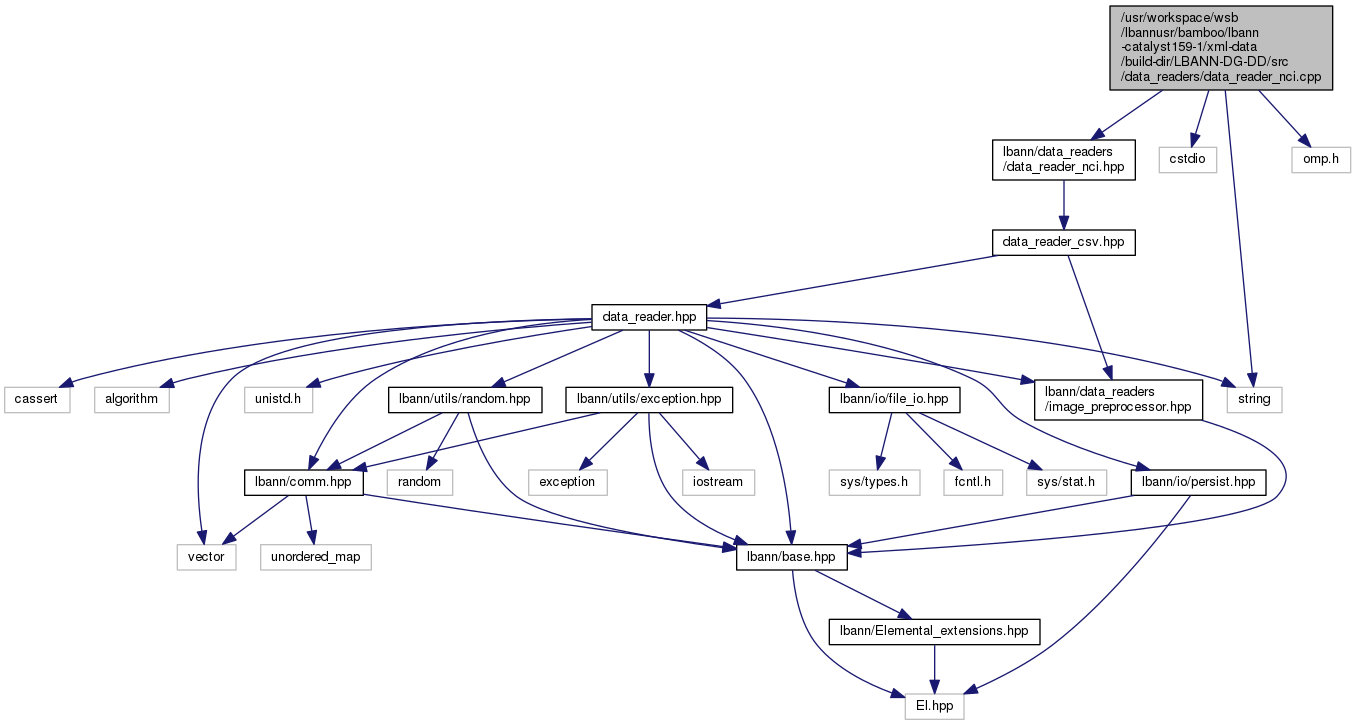 /usr/workspace/wsb
/lbannusr/bamboo/lbann
-catalyst159-1/xml-data
/build-dir/LBANN-DG-DD/src
/data_readers/data_reader_nci.cpp
lbann/data_readers
/data_reader_nci.hpp
cstdio
omp.h
data_reader_csv.hpp
data_reader.hpp
cassert
algorithm
unistd.h
lbann/utils/random.hpp
lbann/utils/exception.hpp
lbann/io/file_io.hpp
lbann/data_readers
/image_preprocessor.hpp
string
lbann/comm.hpp
random
exception
iostream
sys/types.h
fcntl.h
sys/stat.h
lbann/io/persist.hpp
vector
unordered_map
lbann/base.hpp
lbann/Elemental_extensions.hpp
El.hpp